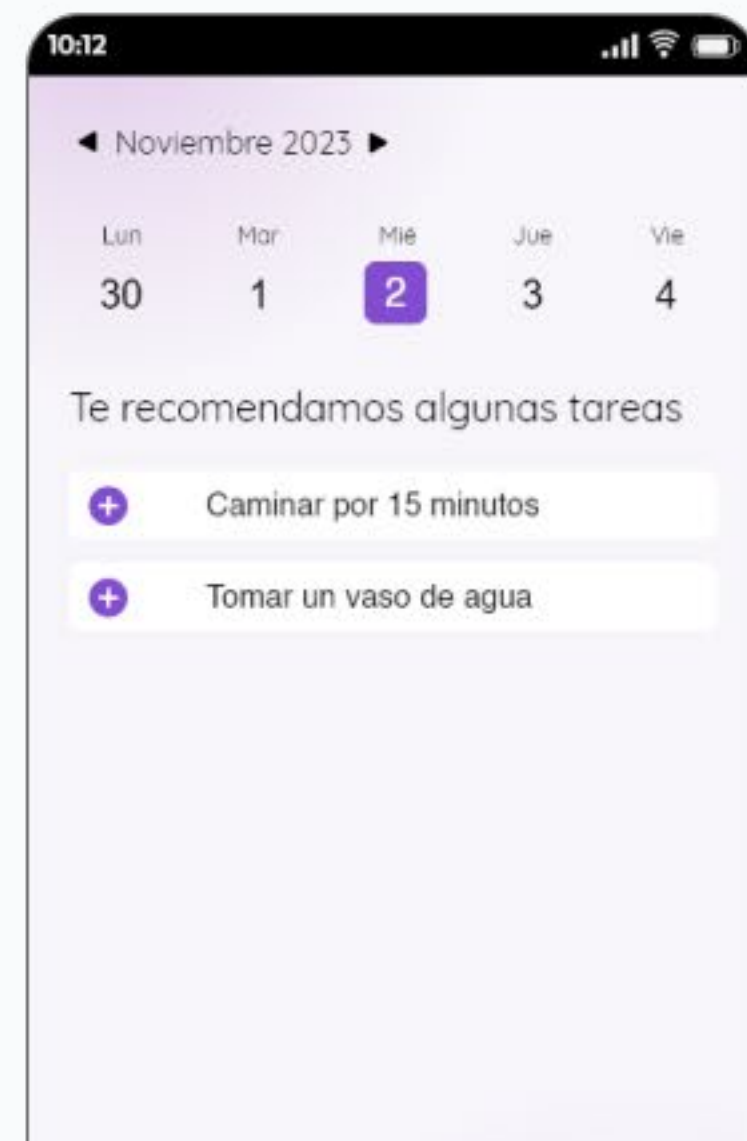 10:12
Noviembre 2023
Lun Mar Mié Jue Vie
30 1 2 3 4
Te recomendamos algunas tareas
Caminar por 15 minutos
Tomar un vaso de agua